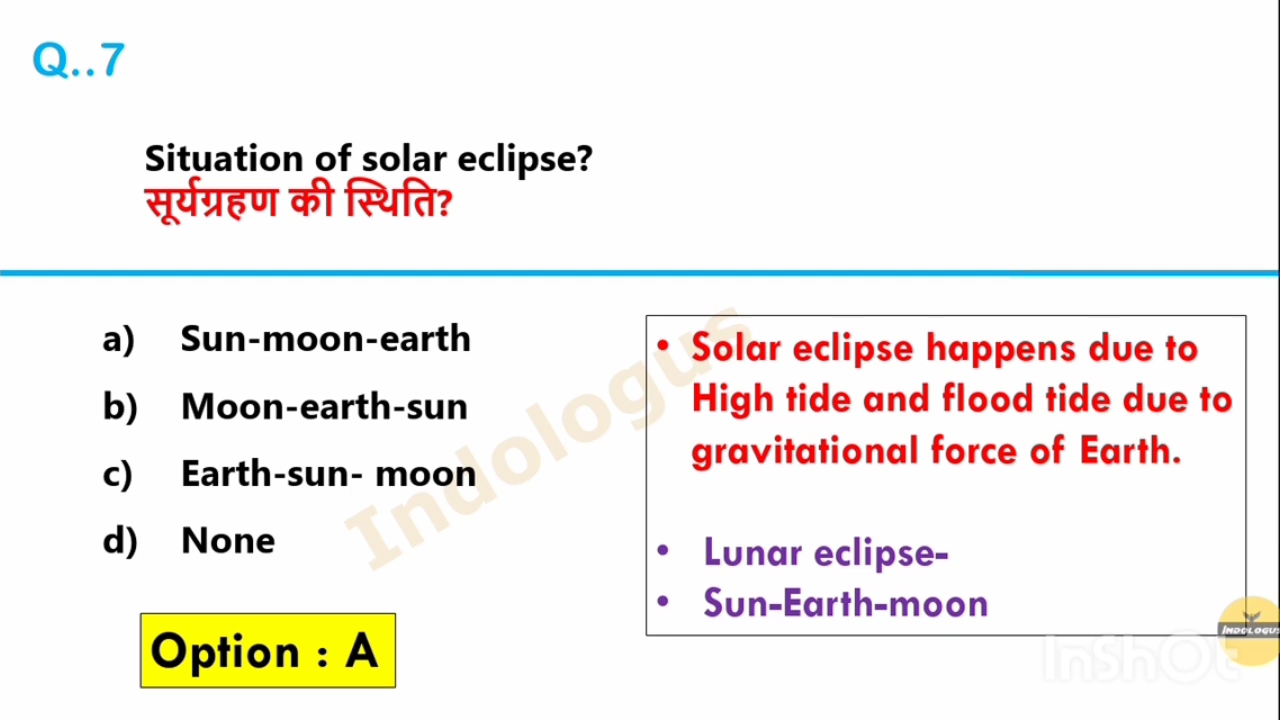 Q..7
Situation of solar eclipse?
सूर्यग्रहण की स्थिति?
a) Sun-moon-earth
b) Moon-earth-sun
c) Earth-sun- moon
d) None
Option : A
• Solar eclipse happens due to
High tide and flood tide due to
gravitational force of Earth.
• Lunar eclipse-
• Sun-Earth-moon
Indologus
INDOLOGUS
InShOt